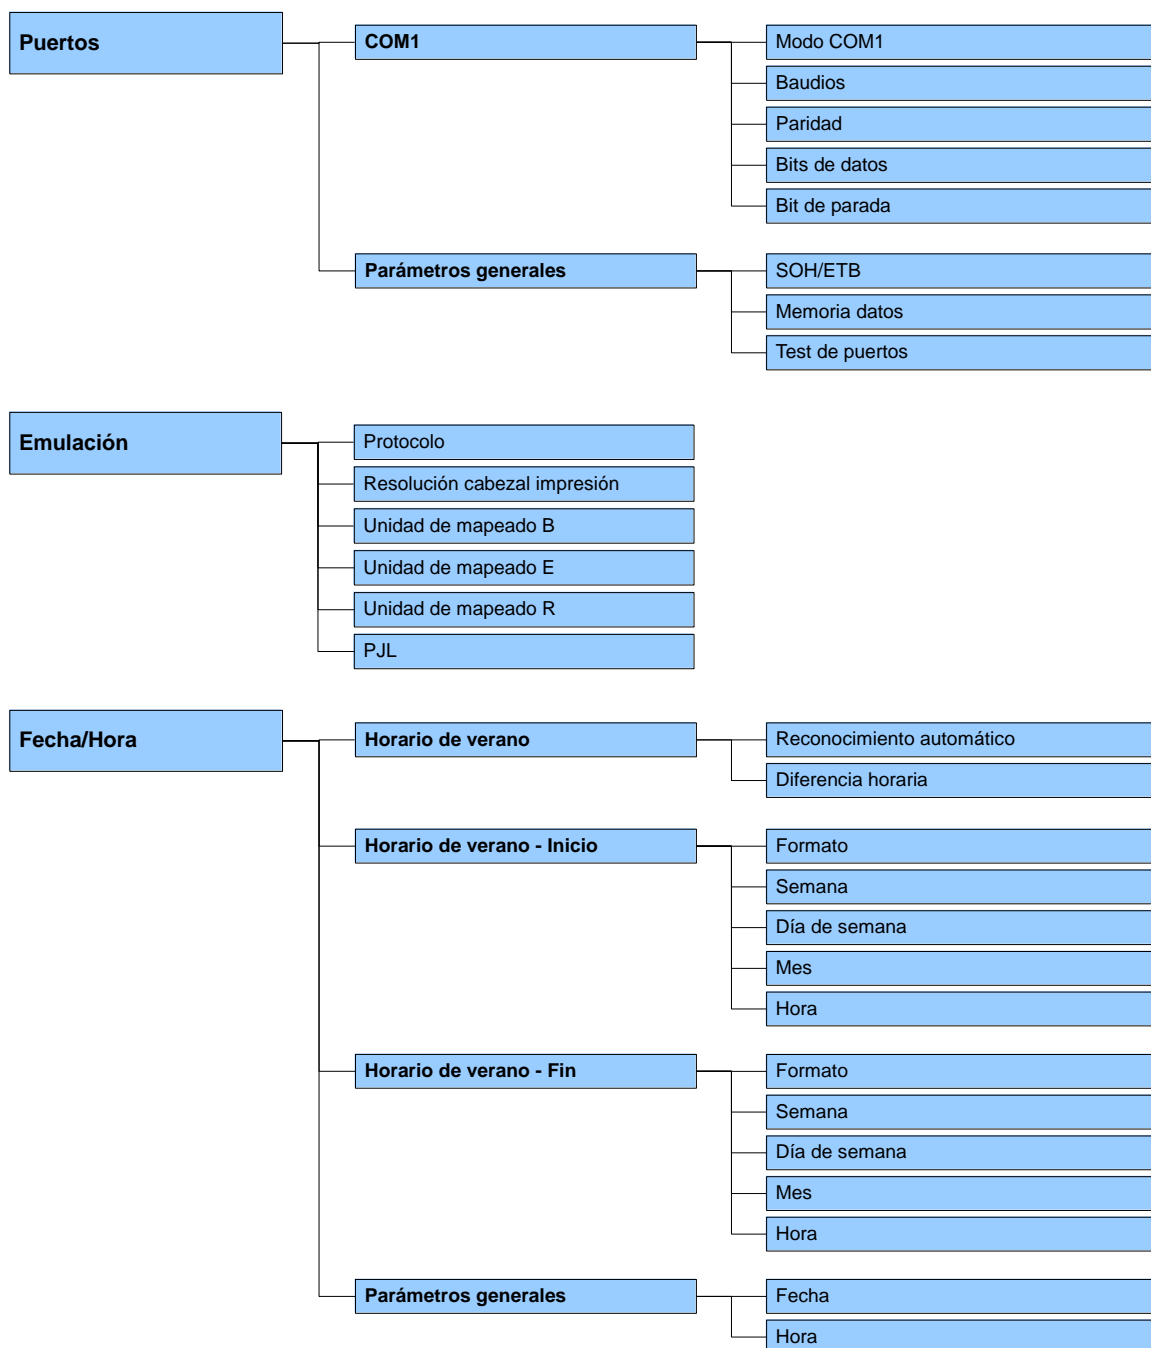 Puertos
COM1
Modo COM1
Baudios
Paridad
Bits de datos
Bit de parada
Parámetros generales
SOH/ETB
Memoria datos
Test de puertos
Emulación
Protocolo
Resolución cabezal impresión
Unidad de mapeado B
Unidad de mapeado E
Unidad de mapeado R
PJL
Fecha/Hora
Horario de verano
Reconocimiento automático
Diferencia horaria
Horario de verano - Inicio
Formato
Semana
Día de semana
Mes
Hora
Horario de verano - Fin
Formato
Semana
Día de semana
Mes
Hora
Parámetros generales
Fecha
Hora